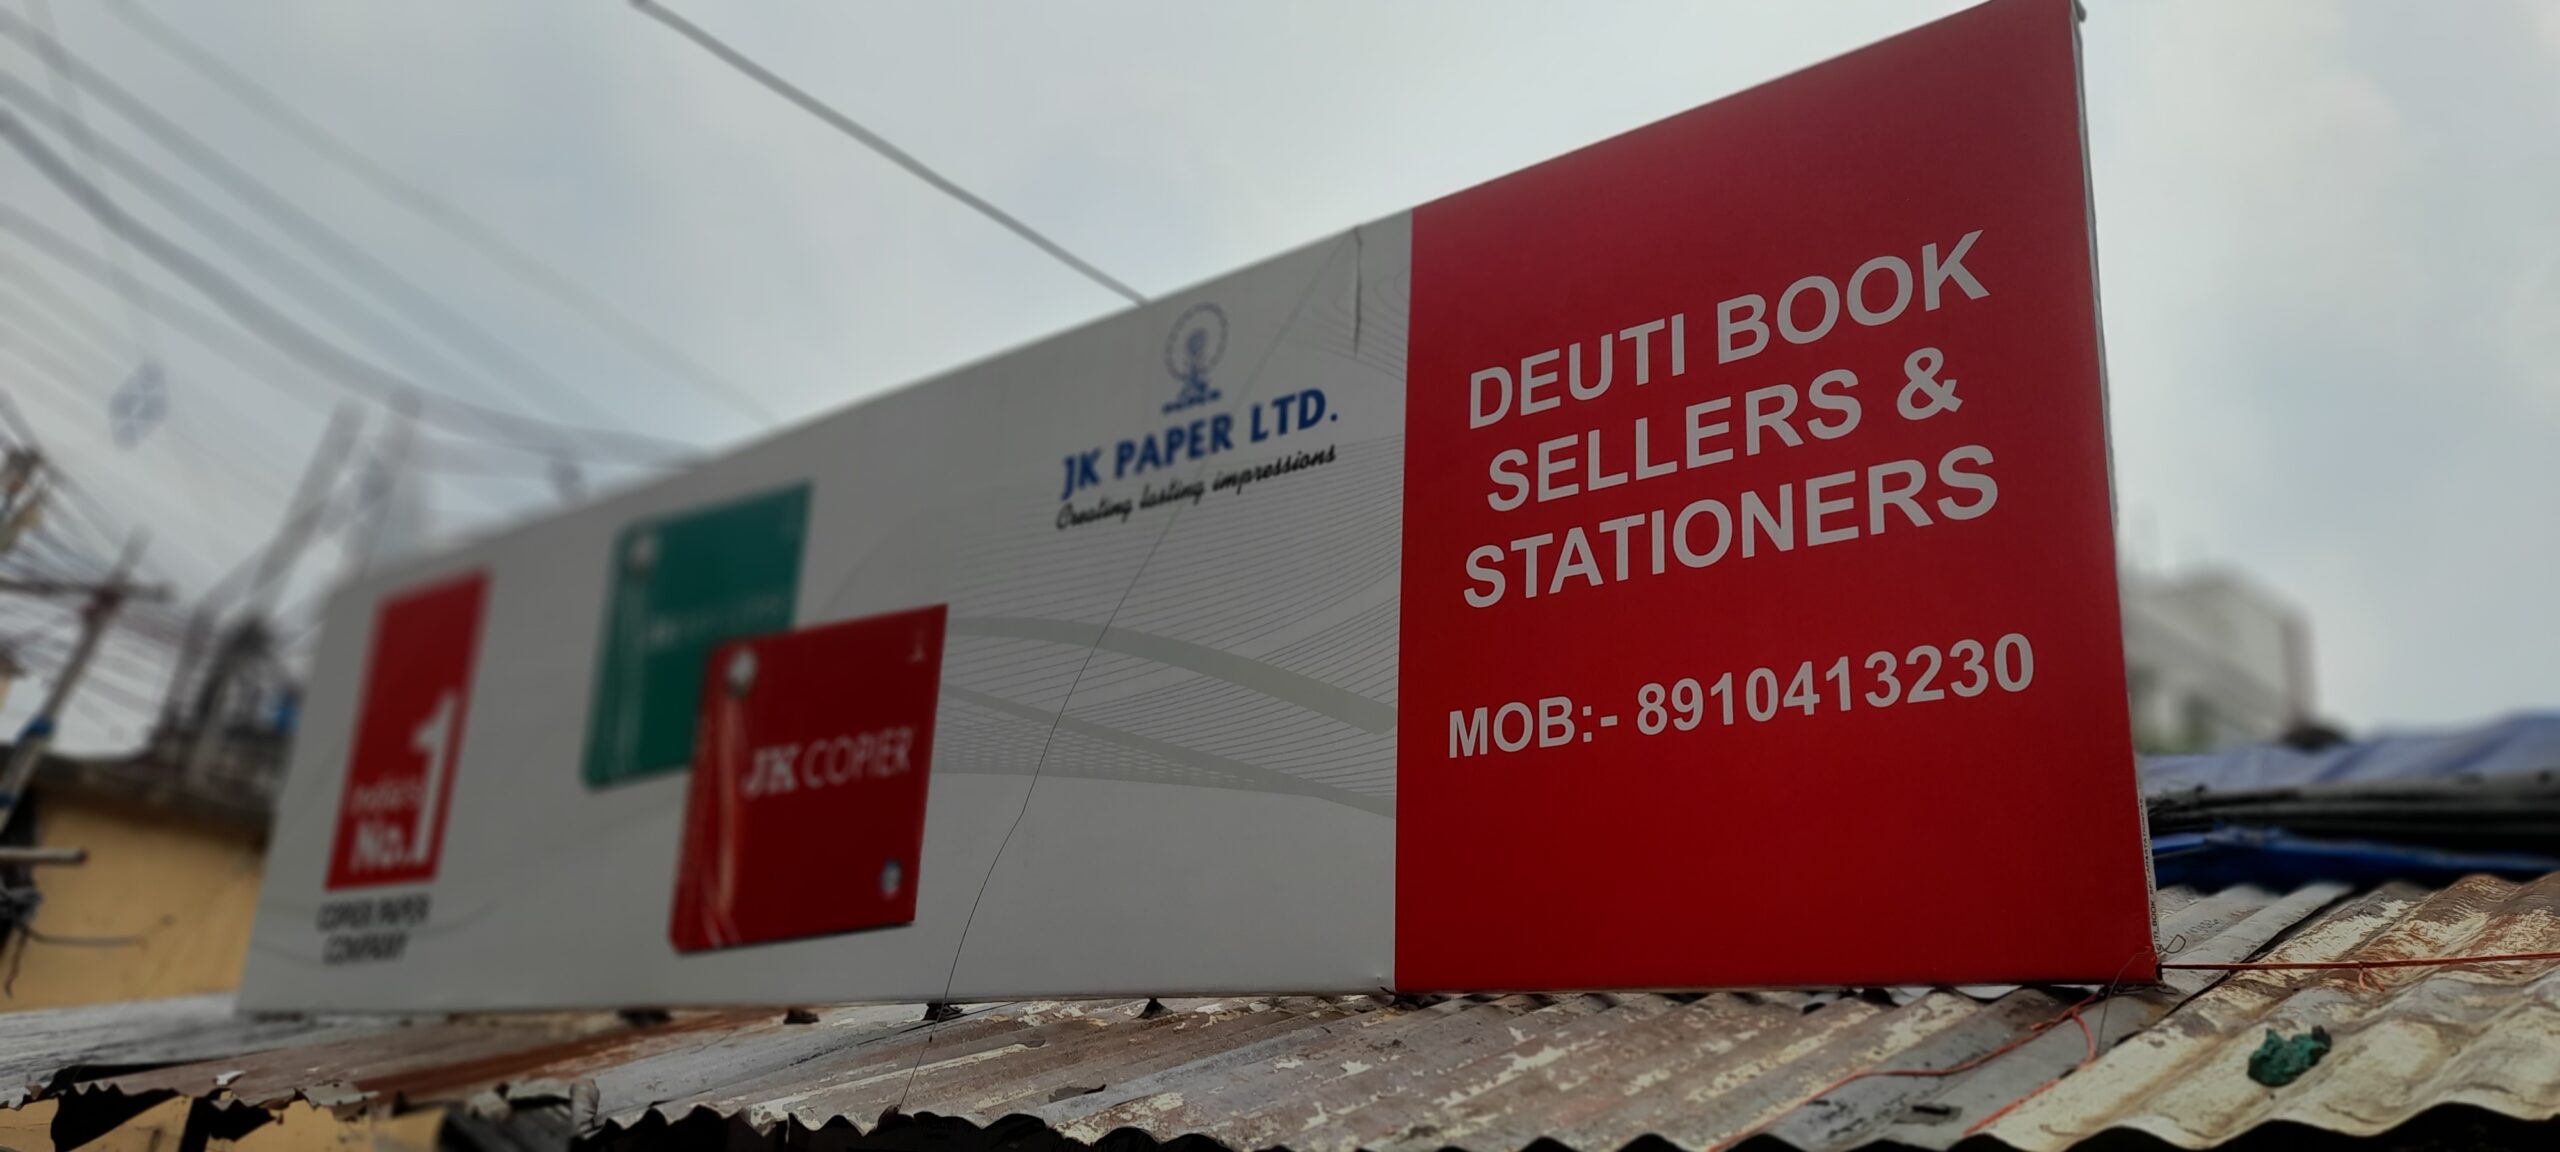 India's
No.1
COPIER PAPER
COMPANY
JK COPIER
JK PAPER LTD.
Creating lasting impressions
DEUTI BOOK
SELLERS &
STATIONERS
MOB:- 8910413230